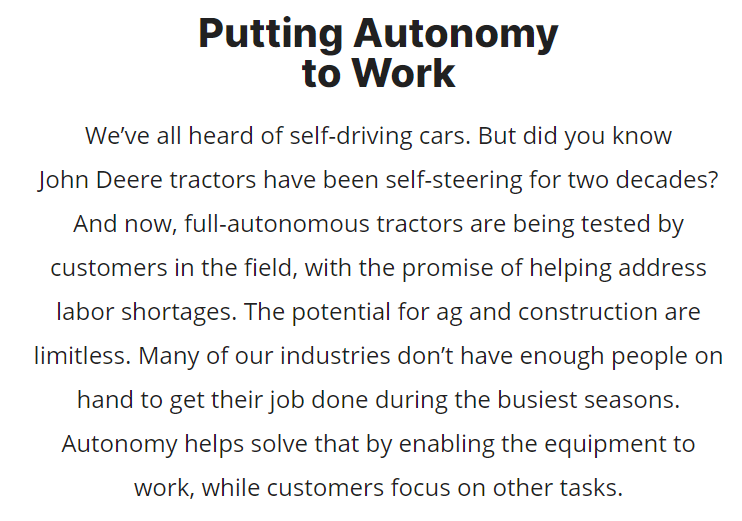 Putting Autonomy
to Work
We’ve all heard of self-driving cars. But did you know
John Deere tractors have been self-steering for two decades?
And now, full-autonomous tractors are being tested by
customers in the field, with the promise of helping address
labor shortages. The potential for ag and construction are
limitless. Many of our industries don’t have enough people on
hand to get their job done during the busiest seasons.
Autonomy helps solve that by enabling the equipment to
work, while customers focus on other tasks.